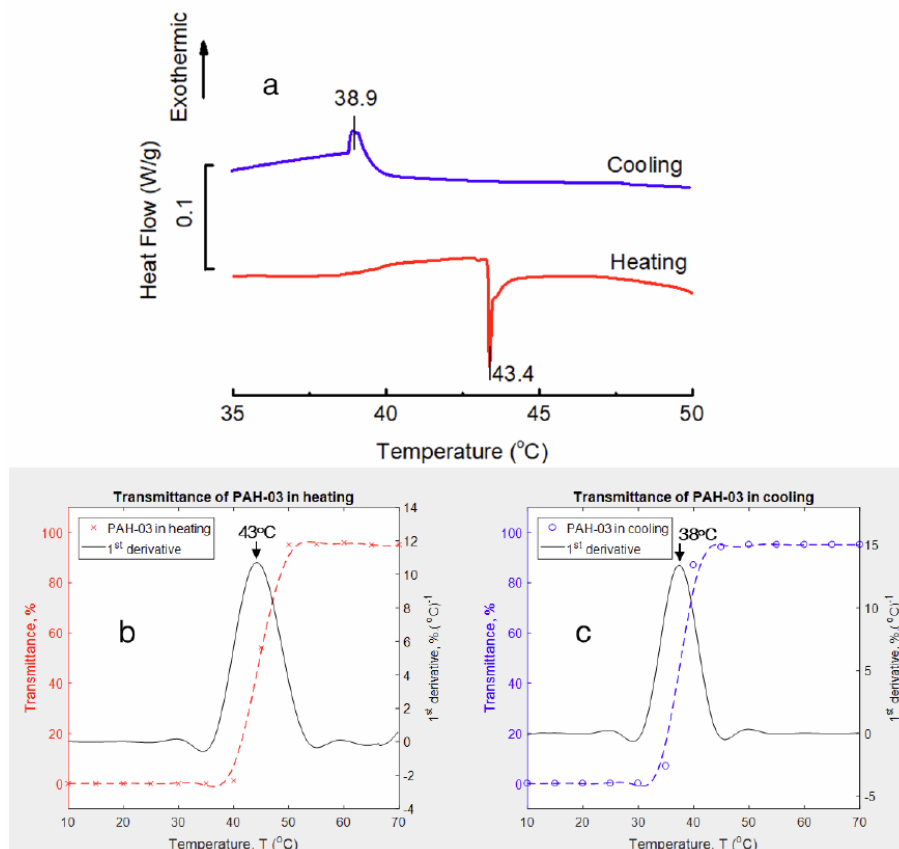 Exothermic
a
38.9
Cooling
Heat Flow (W/g)
0.1
Heating
43.4
35
40
45
50
Temperature (°C)
Transmittance of PAH-03 in heating
PAH-03 in heating
1st derivative
43°C
b
Transmittance, %
100
80
60
40
20
0
1st derivative, % (°C)-1
14
12
10
8
6
4
2
0
-2
-4
10 20 30 40 50 60 70
Temperature, T (°C)
Transmittance of PAH-03 in cooling
PAH-03 in cooling
1st derivative
38°C
c
Transmittance, %
100
80
60
40
20
0
1st derivative, % (°C)-1
15
10
5
0
-5
10 20 30 40 50 60 70
Temperature, T (°C)